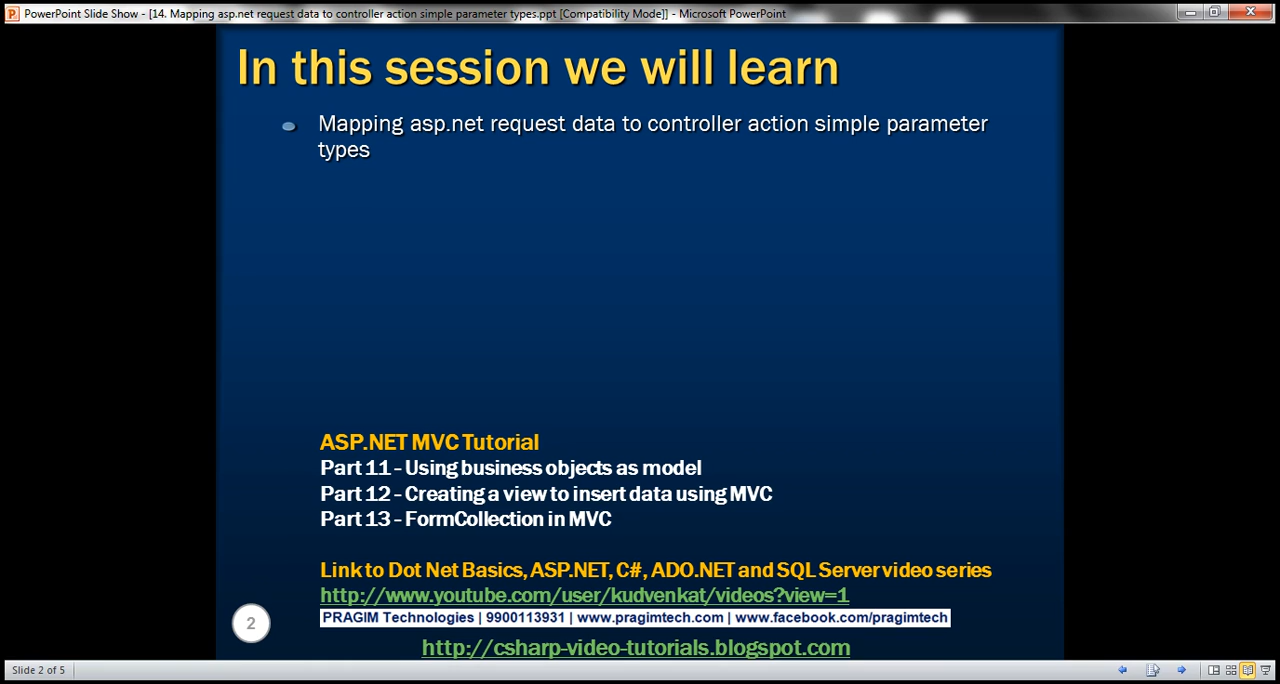 PowerPoint Slide Show - [14. Mapping asp.net request data to controller action simple parameter types.ppt [Compatibility Mode]] - Microsoft PowerPoint
In this session we will learn
Mapping asp.net request data to controller action simple parameter
types
ASP.NET MVC Tutorial
Part 11 - Using business objects as model
Part 12 - Creating a view to insert data using MVC
Part 13 - FormCollection in MVC
Link to Dot Net Basics, ASP.NET, C#, ADO.NET and SQL Server video series
http://www.youtube.com/user/kudvenkat/videos?view=1
PRAGIM Technologies | 9900113931 | www.pragimtech.com | www.facebook.com/pragimtech
2
http://csharp-video-tutorials.blogspot.com
Slide 2 of 5